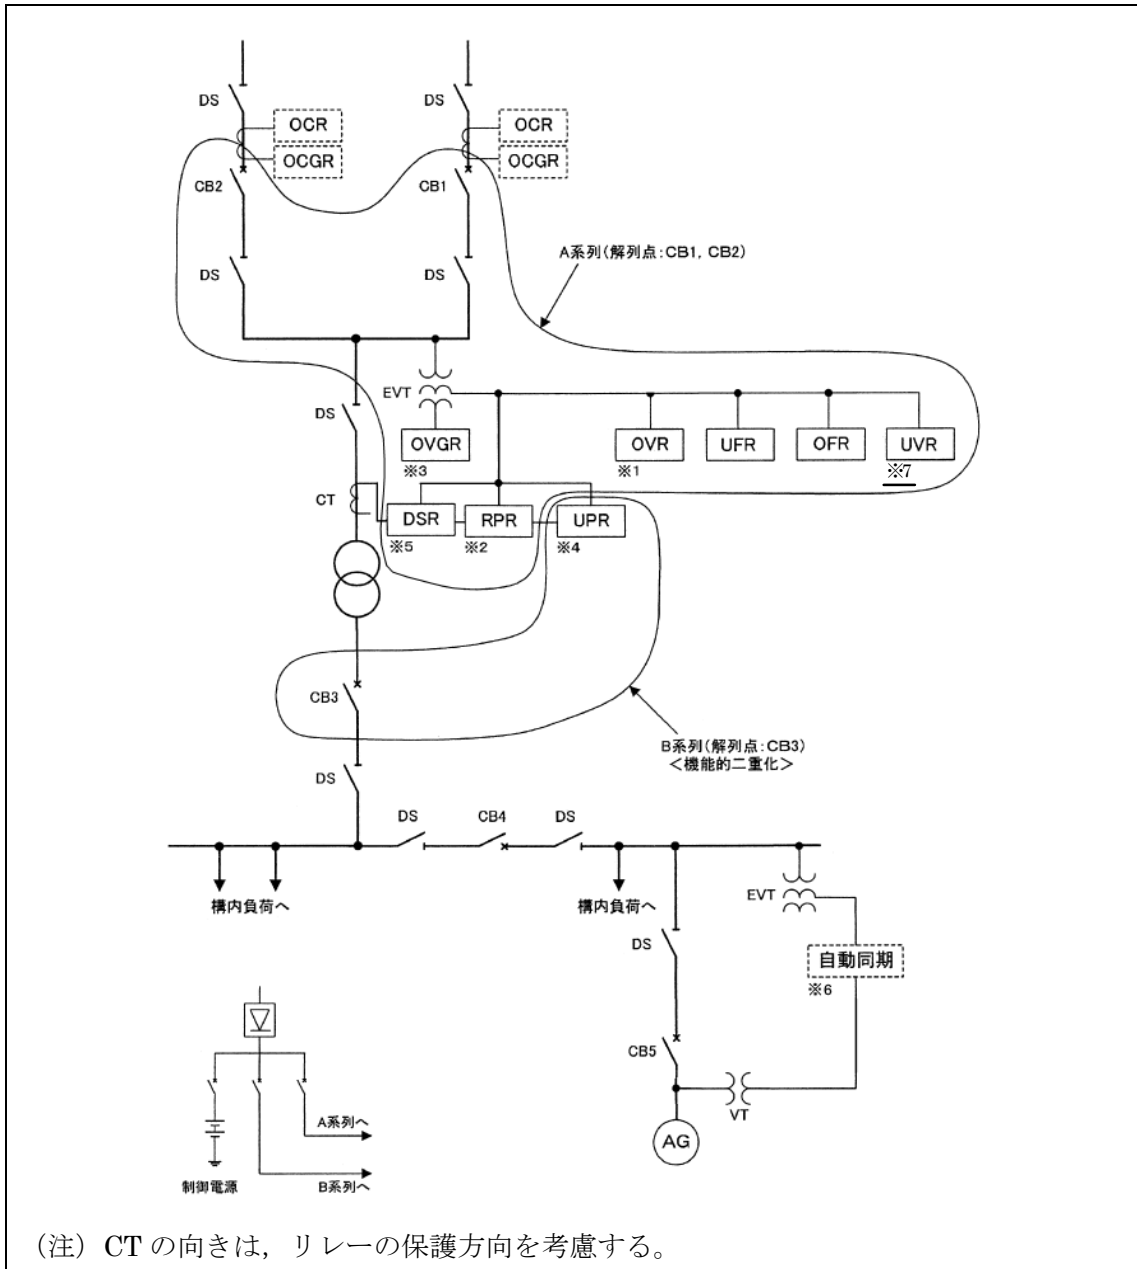 DS
DS
OCR
OCR
OCGR
OCGR
CB2
CB1
A系列(解列点:CB1, CB2)
DS
DS
EVT
DS
OVGR
OVR
UFR
OFR
UVR
※3
※1
※7
CT
DSR
RPR
UPR
※5
※2
※4
CB3
B系列(解列点:CB3)
<機能的二重化>
DS
DS
CB4
DS
構内負荷へ
構内負荷へ
EVT
DS
自動同期
※6
CB5
VT
A系列へ
AG
制御電源
B系列へ
(注)CTの向きは,リレーの保護方向を考慮する。